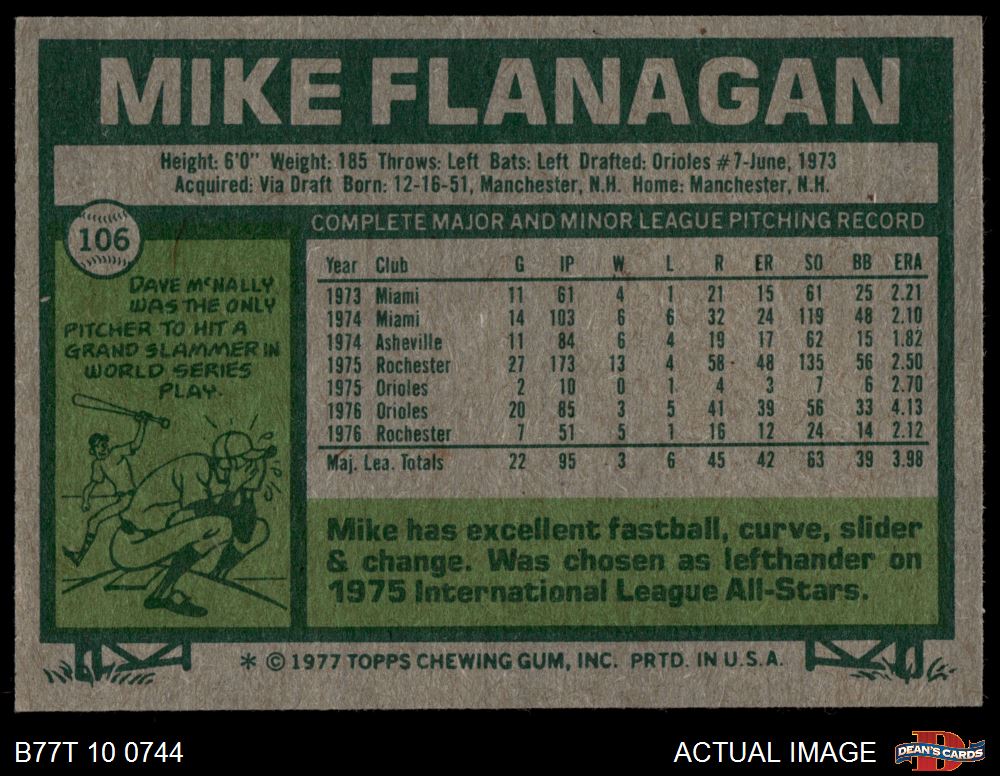 MIKE FLANAGAN
Height: 6'0" Weight: 185 Throws: Left Bats: Left Drafted: Orioles #7-June, 1973
Acquired: Via Draft Born: 12-16-51, Manchester, N.H. Home: Manchester, N.H.
106
DAVE McNALLY
WAS THE ONLY
PITCHER TO HIT A
GRAND SLAMMER IN
WORLD SERIES
PLAY.
COMPLETE MAJOR AND MINOR LEAGUE PITCHING RECORD
Year Club G IP W L R ER SO BB ERA
1973 Miami 11 61 4 1 21 15 61 25 2.21
1974 Miami 14 103 6 6 32 24 119 48 2.10
1974 Asheville 11 84 6 4 19 17 62 15 1.82
1975 Rochester 27 173 13 4 58 48 135 56 2.50
1975 Orioles 2 10 0 1 4 3 7 6 2.70
1976 Orioles 20 85 3 5 41 39 56 33 4.13
1976 Rochester 7 51 5 1 16 12 24 14 2.12
Maj. Lea. Totals 22 95 3 6 45 42 63 39 3.98
Mike has excellent fastball, curve, slider
& change. Was chosen as lefthander on
1975 International League All-Stars.
* © 1977 TOPPS CHEWING GUM, INC. PRTD. IN U.S.A.
B77T 10 0744
ACTUAL IMAGE
DEAN'S CARDS